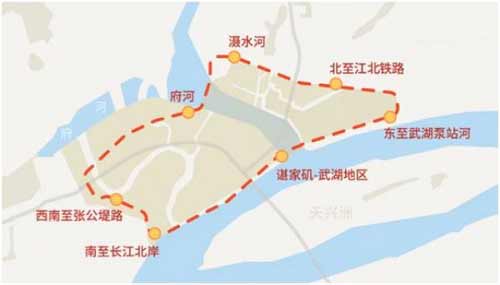 滠水河
北至江北铁路
府河
府 河
东至武湖泵站河
谌家矶-武湖地区
西南至张公堤路
天兴洲
南至长江北岸